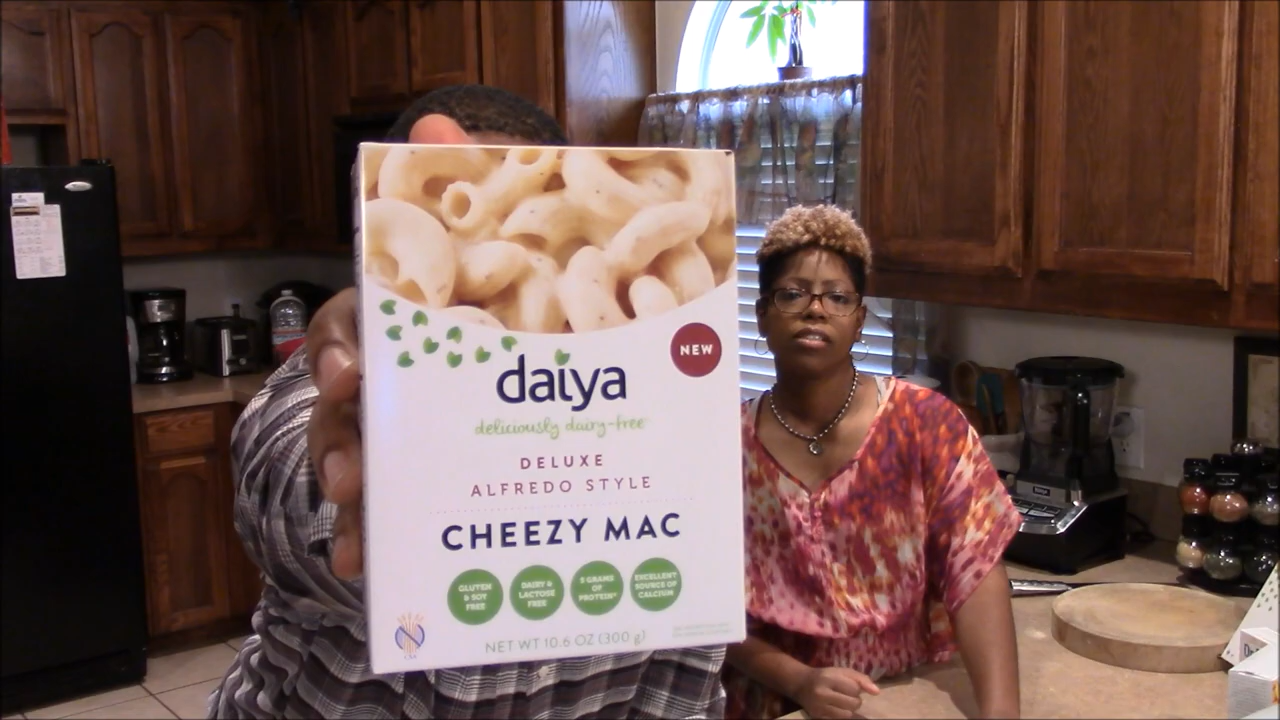 NEW
daiya
deliciously dairy-free
DELUXE
ALFREDO STYLE
CHEEZY MAC
GLUTEN
& SOY
FREE
DAIRY &
LACTOSE
FREE
5 GRAMS
OF
PROTEIN*
EXCELLENT
SOURCE OF
CALCIUM
NET WT 10.6 OZ (300 g)